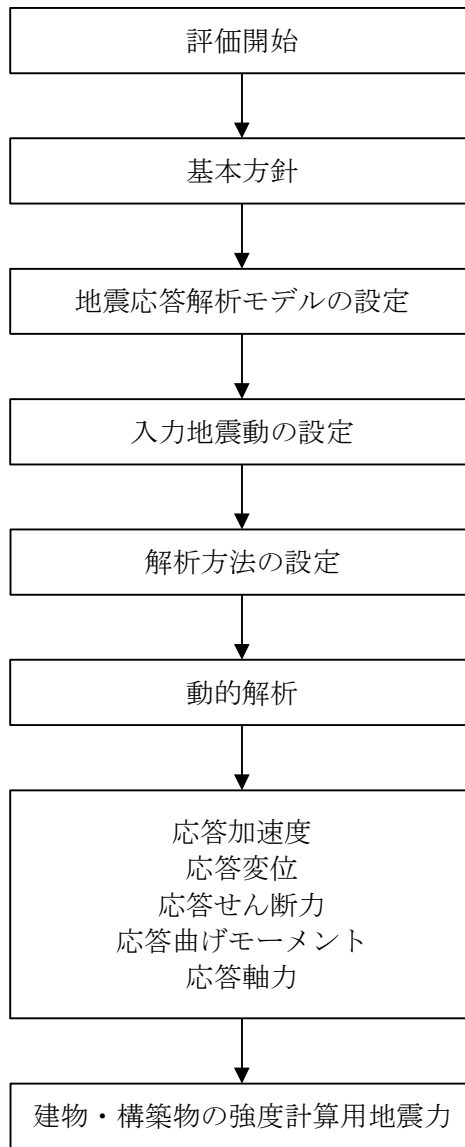 評価開始
基本方針
地震応答解析モデルの設定
入力地震動の設定
解析方法の設定
動的解析
応答加速度
応答変位
応答せん断力
応答曲げモーメント
応答軸力
建物・構築物の強度計算用地震力